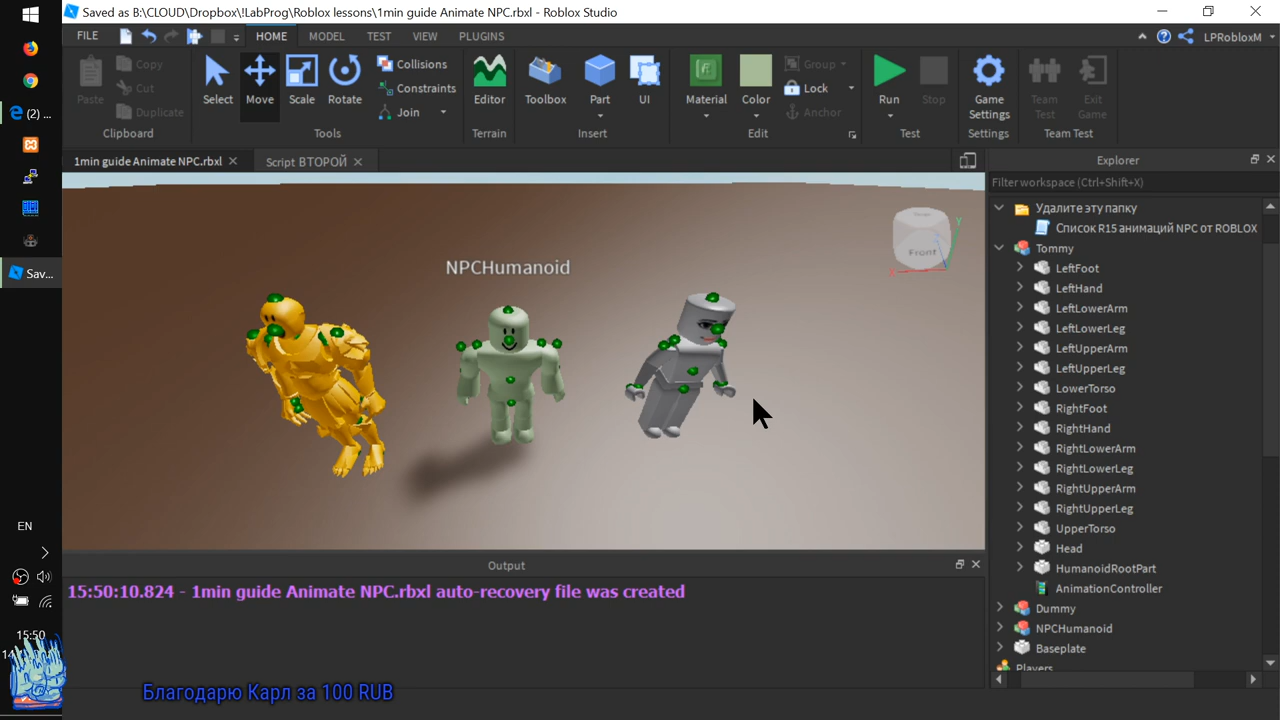 Saved as B:\CLOUD\Dropbox\!LabProg\Roblox lessons\1min guide Animate NPC.rbxl - Roblox Studio
FILE
HOME
MODEL
TEST
VIEW
PLUGINS
LPRobloxM
Paste
Copy
Cut
Duplicate
Clipboard
Select
Move
Scale
Rotate
Collisions
Constraints
Join
Tools
Editor
Terrain
Toolbox
Part
UI
Insert
Material
Color
Group
Lock
Anchor
Edit
Run
Stop
Test
Game
Settings
Settings
Team
Test
Exit
Game
Team Test
(2) ...
Sav...
EN
15:50
1min guide Animate NPC.rbxl
Script ВТОРОЙ
NPCHumanoid
Front
X
Y
Explorer
Filter workspace (Ctrl+Shift+X)
Удалите эту папку
Список R15 анимаций NPC от ROBLOX
Tommy
LeftFoot
LeftHand
LeftLowerArm
LeftLowerLeg
LeftUpperArm
LeftUpperLeg
LowerTorso
RightFoot
RightHand
RightLowerArm
RightLowerLeg
RightUpperArm
RightUpperLeg
UpperTorso
Head
HumanoidRootPart
AnimationController
Dummy
NPCHumanoid
Baseplate
Players
Output
15:50:10.824 - 1min guide Animate NPC.rbxl auto-recovery file was created
Благодарю Карл за 100 RUB